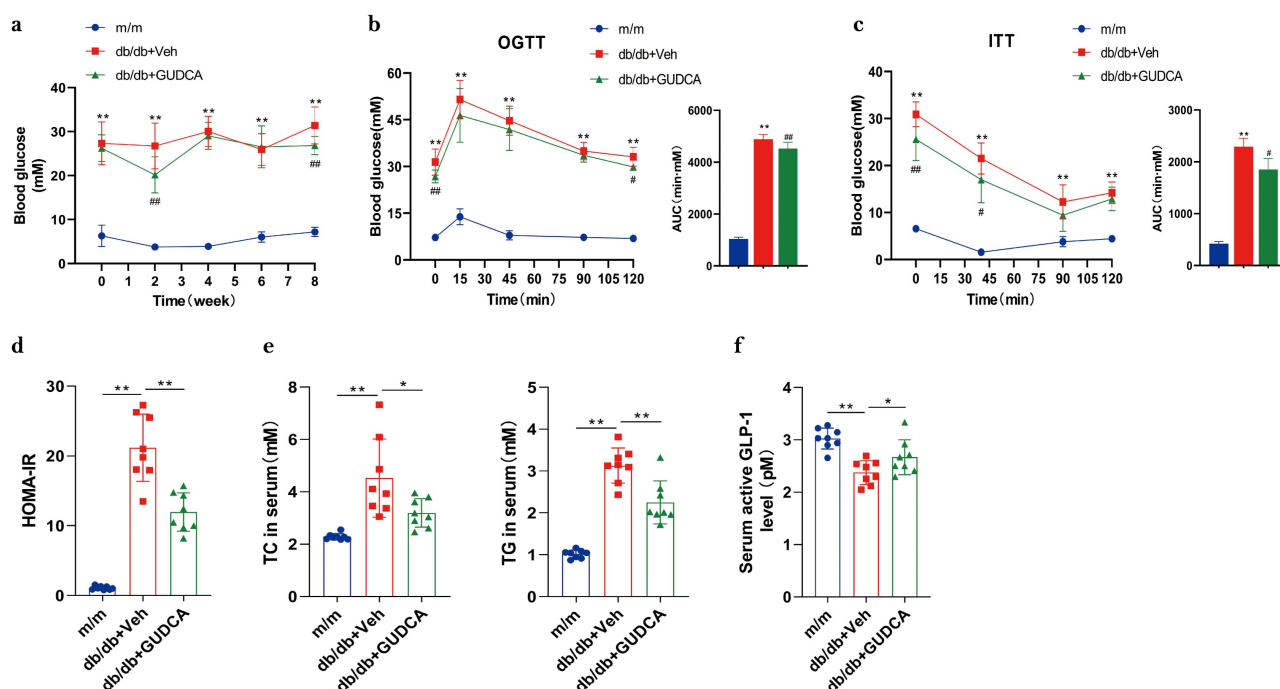 a
m/m
db/db+Veh
db/db+GUDCA
Blood glucose
(mM)
40
30
20
10
0
**
**
**
**
**
##
##
0 1 2 3 4 5 6 7 8
Time(week)
b
OGTT
m/m
db/db+Veh
db/db+GUDCA
Blood glucose(mM)
60
45
30
15
0
**
**
**
**
**
##
#
0 15 30 45 60 75 90 105 120
Time(min)
AUC(min·mM)
6000
4000
2000
0
**
##
c
ITT
m/m
db/db+Veh
db/db+GUDCA
Blood glucose(mM)
40
30
20
10
0
**
**
**
**
##
#
0 15 30 45 60 75 90 105 120
Time(min)
AUC(min·mM)
3000
2000
1000
0
**
#
d
HOMA-IR
30
20
10
0
**
**
m/m
db/db+Veh
db/db+GUDCA
e
TC in serum(mM)
8
6
4
2
0
**
*
m/m
db/db+Veh
db/db+GUDCA
TG in serum(mM)
5
4
3
2
1
0
**
**
m/m
db/db+Veh
db/db+GUDCA
f
Serum active GLP-1
level(pM)
4
3
2
1
0
**
*
m/m
db/db+Veh
db/db+GUDCA